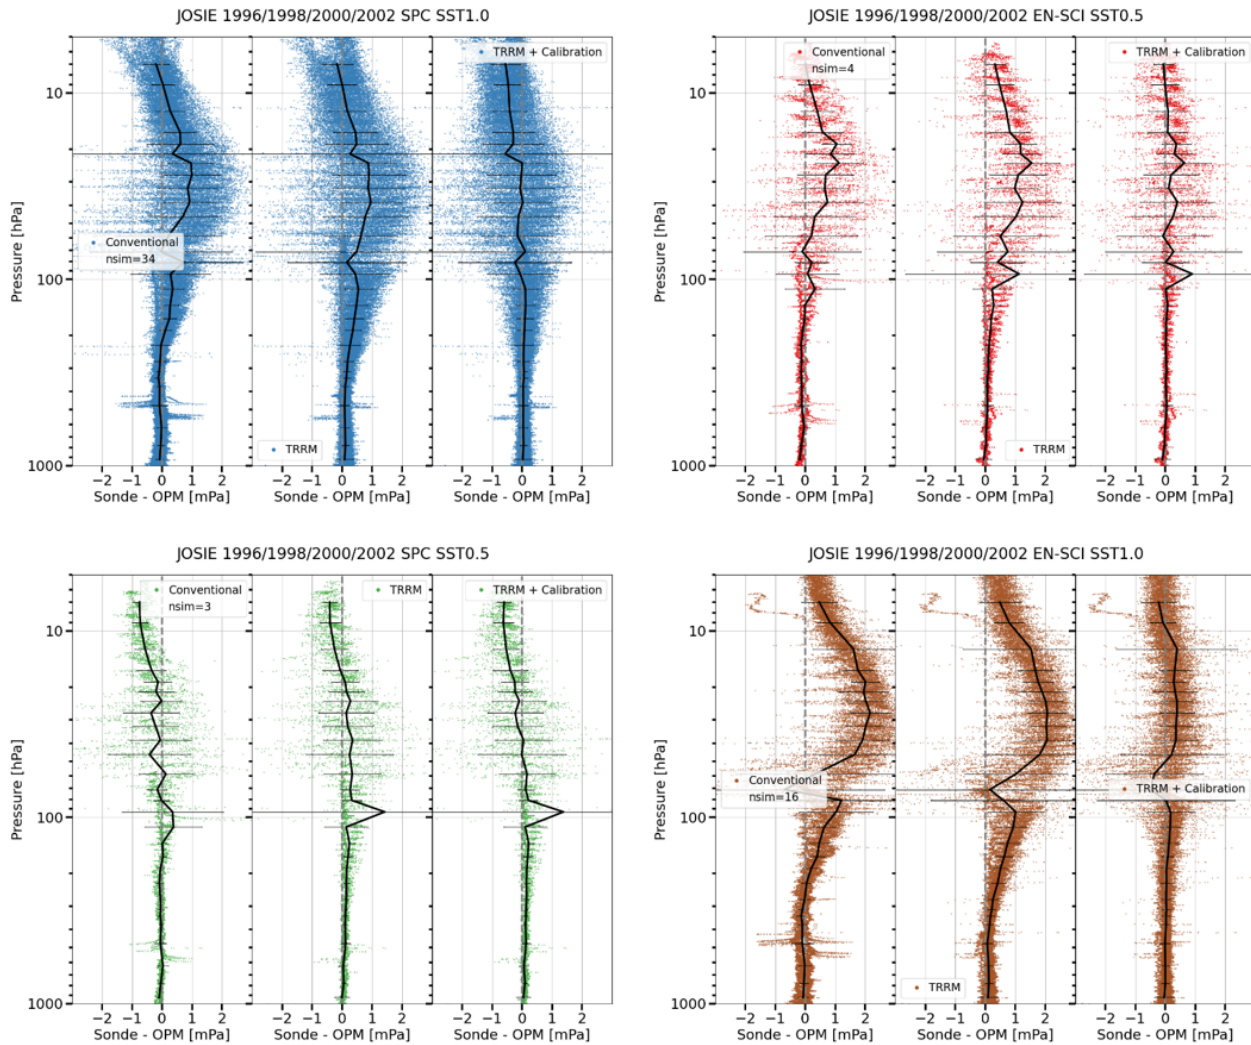 JOSIE 1996/1998/2000/2002 SPC SST1.0
Conventional
nsim=34
TRRM
TRRM + Calibration
10
100
1000
Pressure [hPa]
−2 −1 0 1 2
−2 −1 0 1 2
−2 −1 0 1 2
Sonde - OPM [mPa]
Sonde - OPM [mPa]
Sonde - OPM [mPa]
JOSIE 1996/1998/2000/2002 EN-SCI SST0.5
Conventional
nsim=4
TRRM
TRRM + Calibration
10
100
1000
Pressure [hPa]
−2 −1 0 1 2
−2 −1 0 1 2
−2 −1 0 1 2
Sonde - OPM [mPa]
Sonde - OPM [mPa]
Sonde - OPM [mPa]
JOSIE 1996/1998/2000/2002 SPC SST0.5
Conventional
nsim=3
TRRM
TRRM + Calibration
10
100
1000
Pressure [hPa]
−2 −1 0 1 2
−2 −1 0 1 2
−2 −1 0 1 2
Sonde - OPM [mPa]
Sonde - OPM [mPa]
Sonde - OPM [mPa]
JOSIE 1996/1998/2000/2002 EN-SCI SST1.0
Conventional
nsim=16
TRRM
TRRM + Calibration
10
100
1000
Pressure [hPa]
−2 −1 0 1 2
−2 −1 0 1 2
−2 −1 0 1 2
Sonde - OPM [mPa]
Sonde - OPM [mPa]
Sonde - OPM [mPa]